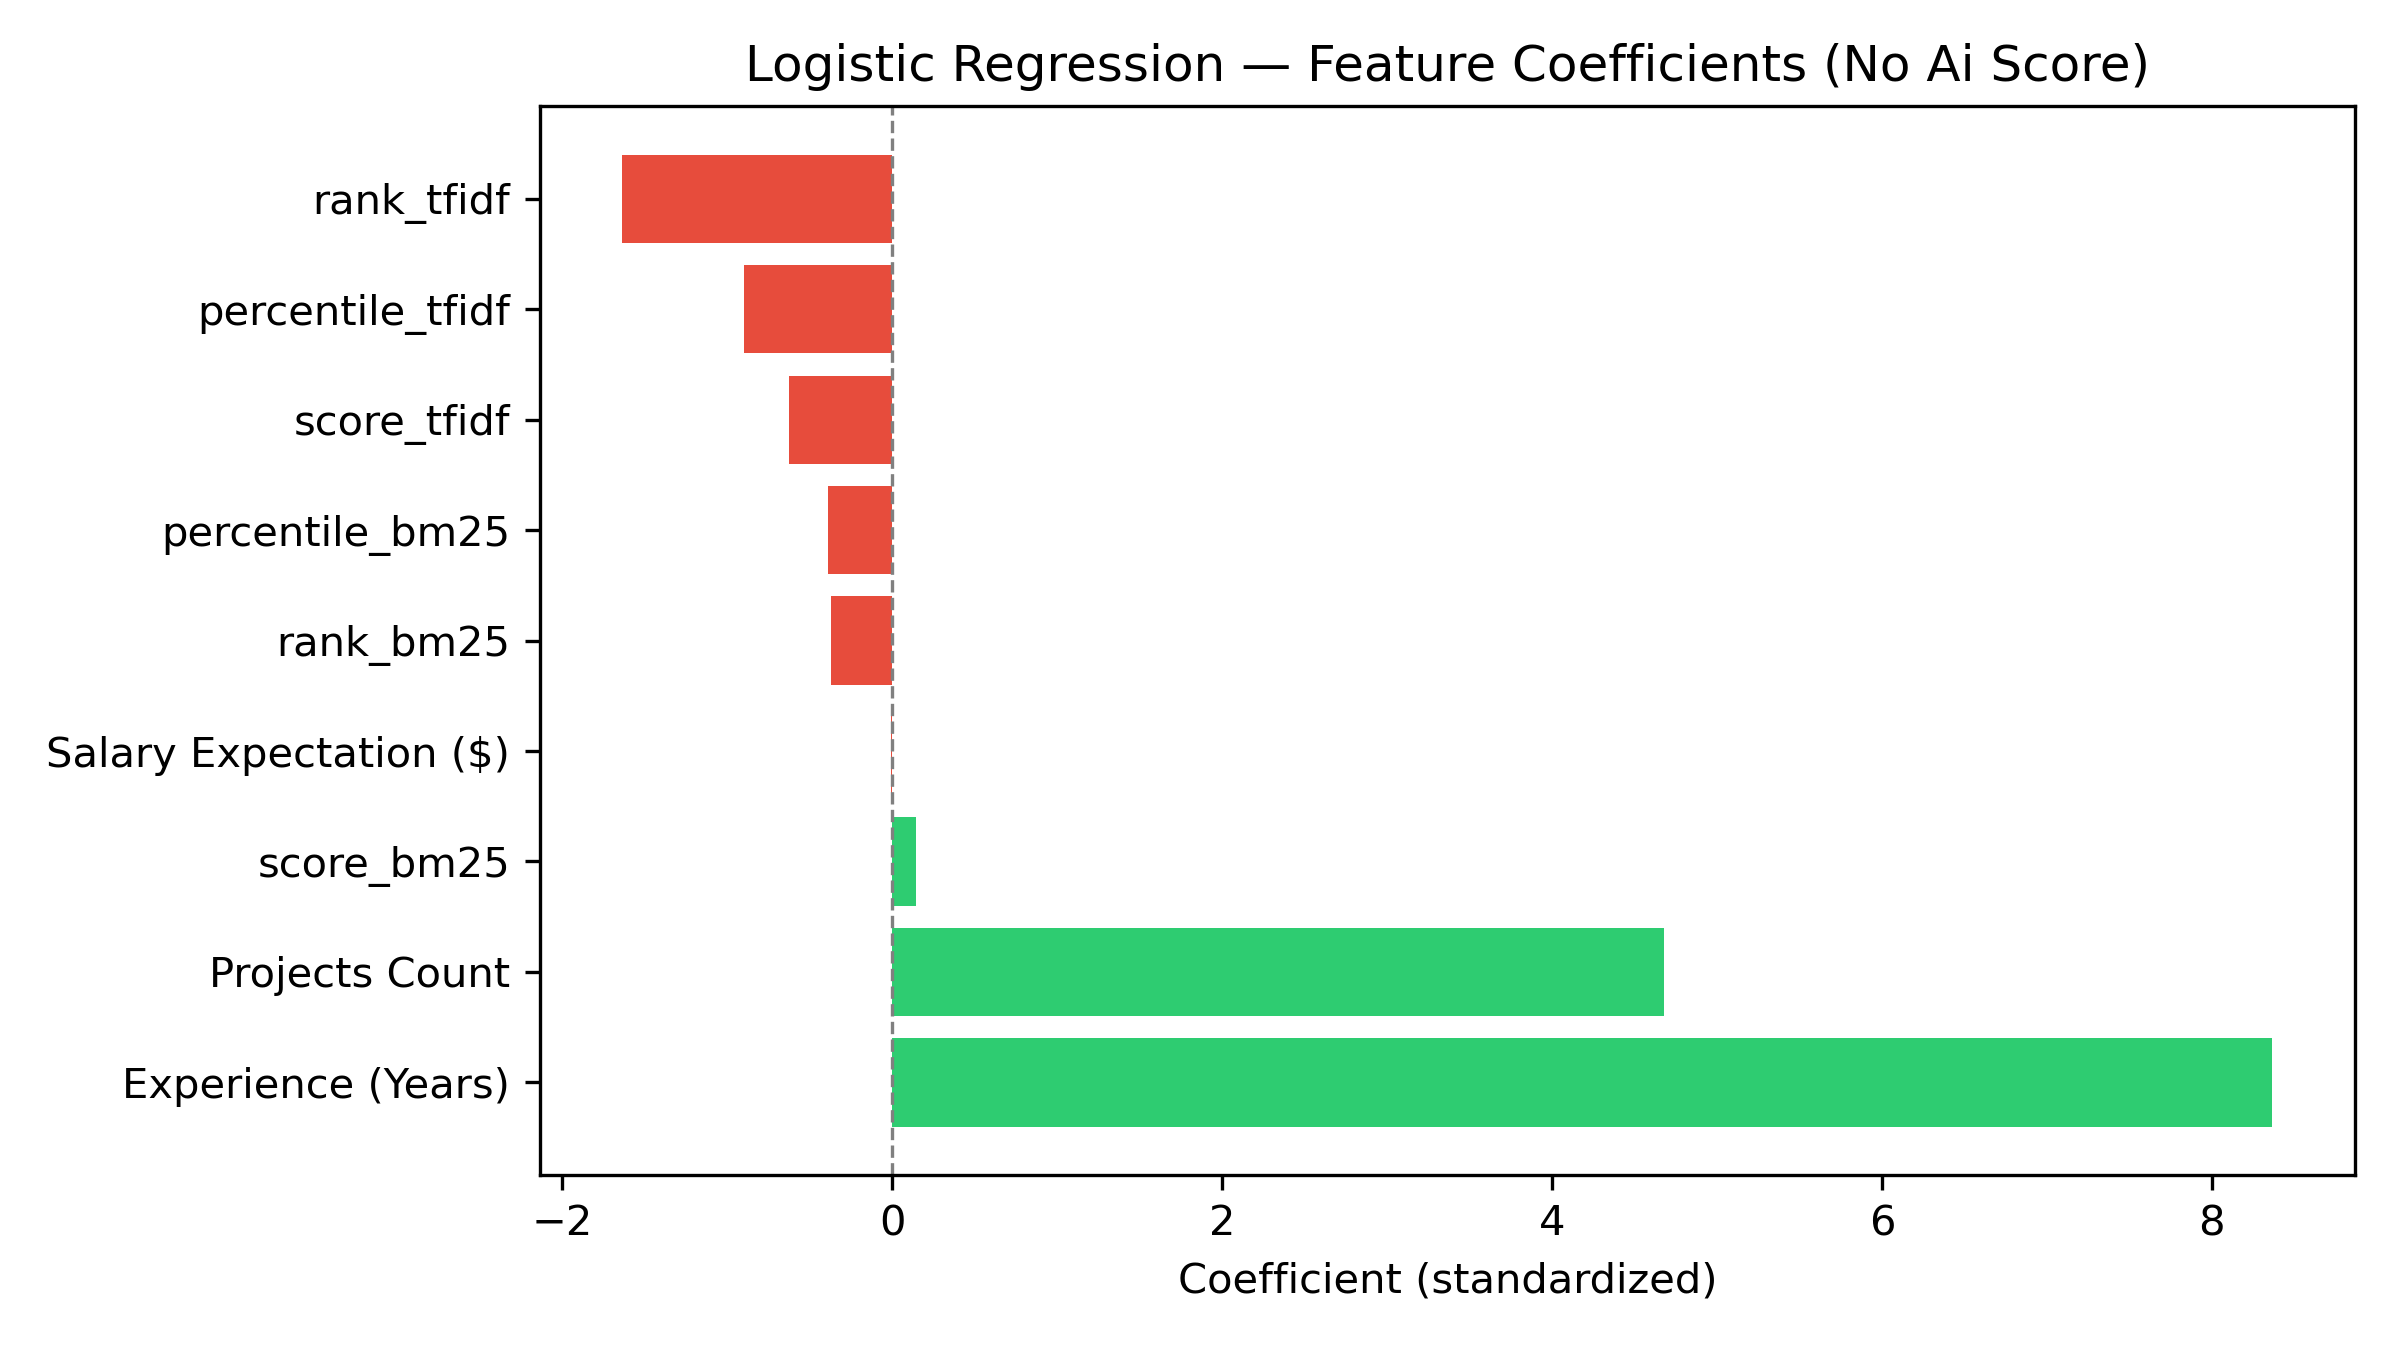 Logistic Regression — Feature Coefficients (No Ai Score)
rank_tfidf
percentile_tfidf
score_tfidf
percentile_bm25
rank_bm25
Salary Expectation ($)
score_bm25
Projects Count
Experience (Years)
−2 0 2 4 6 8
Coefficient (standardized)